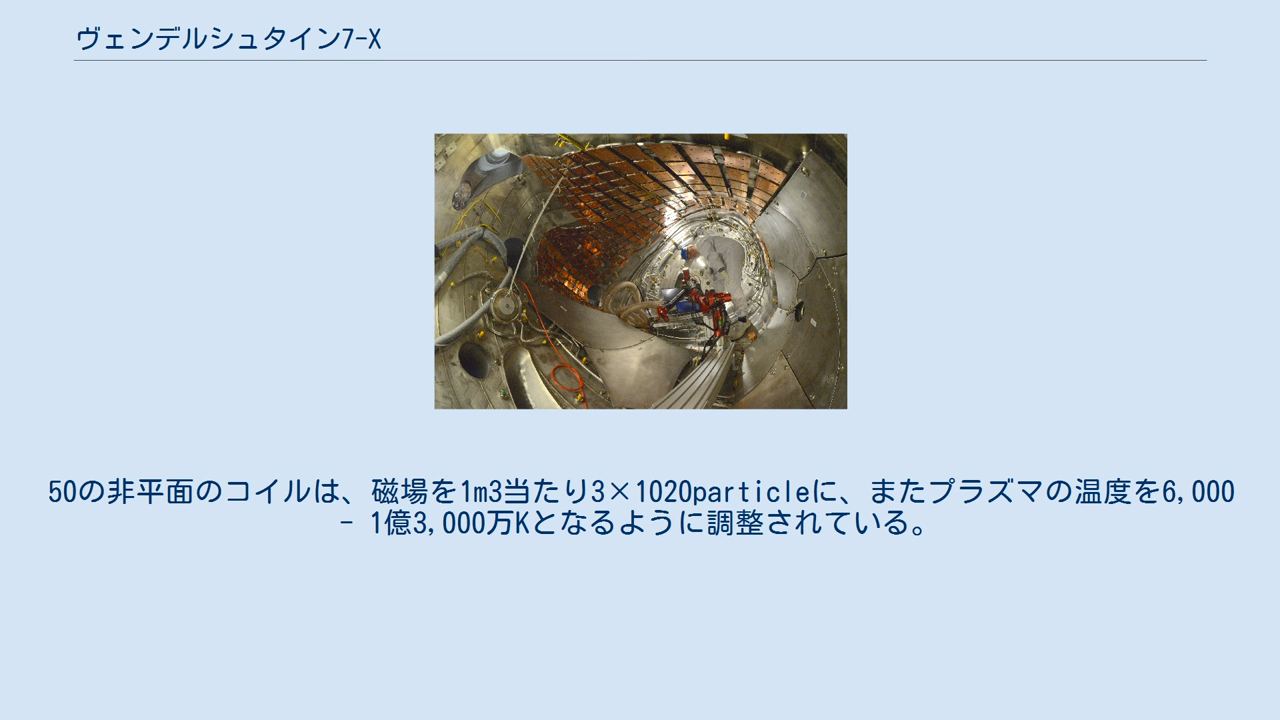 ヴェンデルシュタイン7-X
50の非平面のコイルは、磁場を1m3当たり3×1020particleに、またプラズマの温度を6,000
- 1億3,000万Kとなるように調整されている。